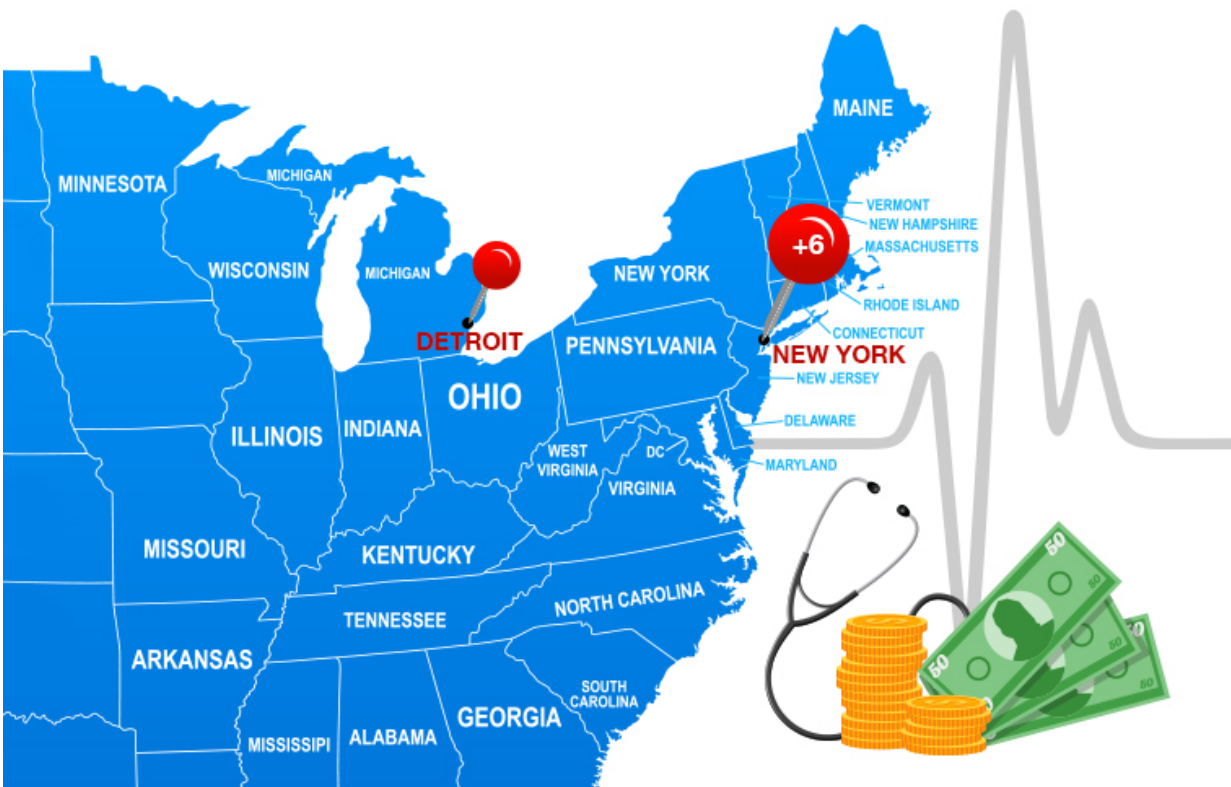 MAINE
MINNESOTA
MICHIGAN
VERMONT
NEW HAMPSHIRE
MASSACHUSETTS
+6
WISCONSIN
MICHIGAN
NEW YORK
RHODE ISLAND
CONNECTICUT
DETROIT
PENNSYLVANIA
NEW YORK
NEW JERSEY
OHIO
DELAWARE
ILLINOIS
INDIANA
WEST
VIRGINIA
DC
MARYLAND
VIRGINIA
MISSOURI
KENTUCKY
NORTH CAROLINA
TENNESSEE
ARKANSAS
SOUTH
CAROLINA
GEORGIA
MISSISSIPI
ALABAMA
50
50
50
50
50